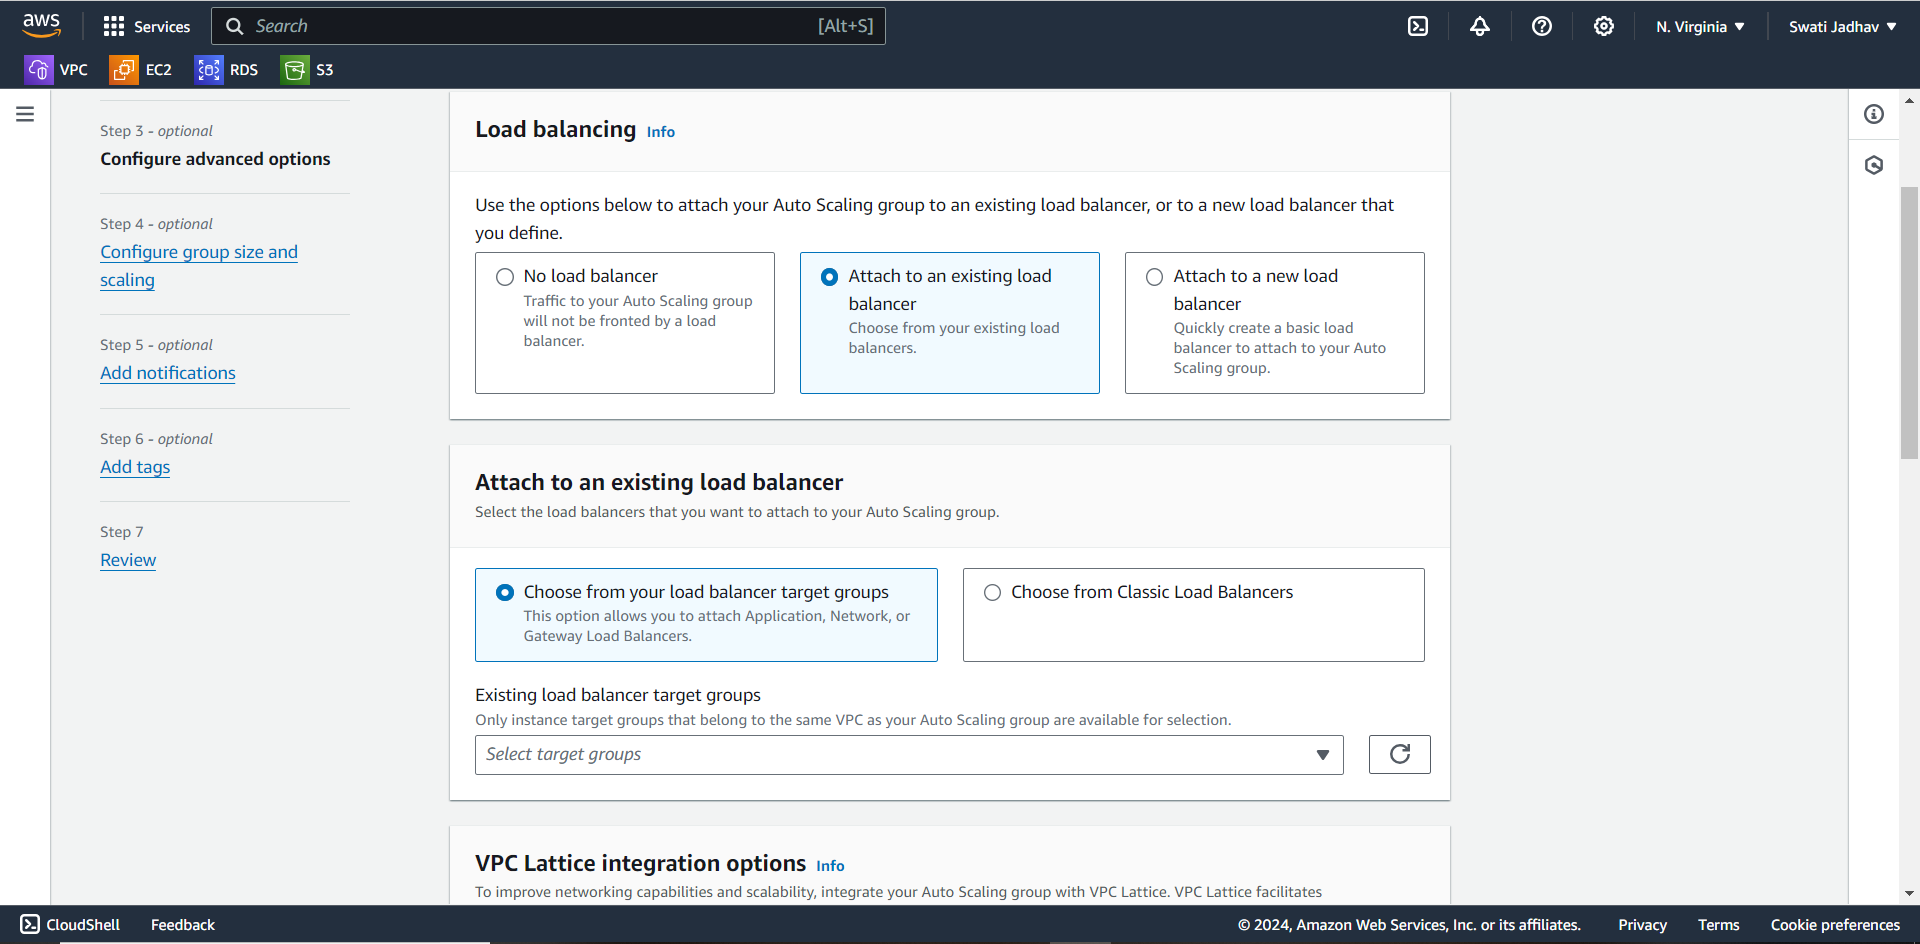 aws
Services
Search
[Alt+S]
N. Virginia
Swati Jadhav
VPC
EC2
RDS
S3
Step 3 - optional
Configure advanced options
Step 4 - optional
Configure group size and
scaling
Step 5 - optional
Add notifications
Step 6 - optional
Add tags
Step 7
Review
Load balancing Info
Use the options below to attach your Auto Scaling group to an existing load balancer, or to a new load balancer that
you define.
No load balancer
Traffic to your Auto Scaling group
will not be fronted by a load
balancer.
Attach to an existing load
balancer
Choose from your existing load
balancers.
Attach to a new load
balancer
Quickly create a basic load
balancer to attach to your Auto
Scaling group.
Attach to an existing load balancer
Select the load balancers that you want to attach to your Auto Scaling group.
Choose from your load balancer target groups
This option allows you to attach Application, Network, or
Gateway Load Balancers.
Choose from Classic Load Balancers
Existing load balancer target groups
Only instance target groups that belong to the same VPC as your Auto Scaling group are available for selection.
Select target groups
VPC Lattice integration options Info
To improve networking capabilities and scalability, integrate your Auto Scaling group with VPC Lattice. VPC Lattice facilitates
CloudShell
Feedback
© 2024, Amazon Web Services, Inc. or its affiliates.
Privacy
Terms
Cookie preferences